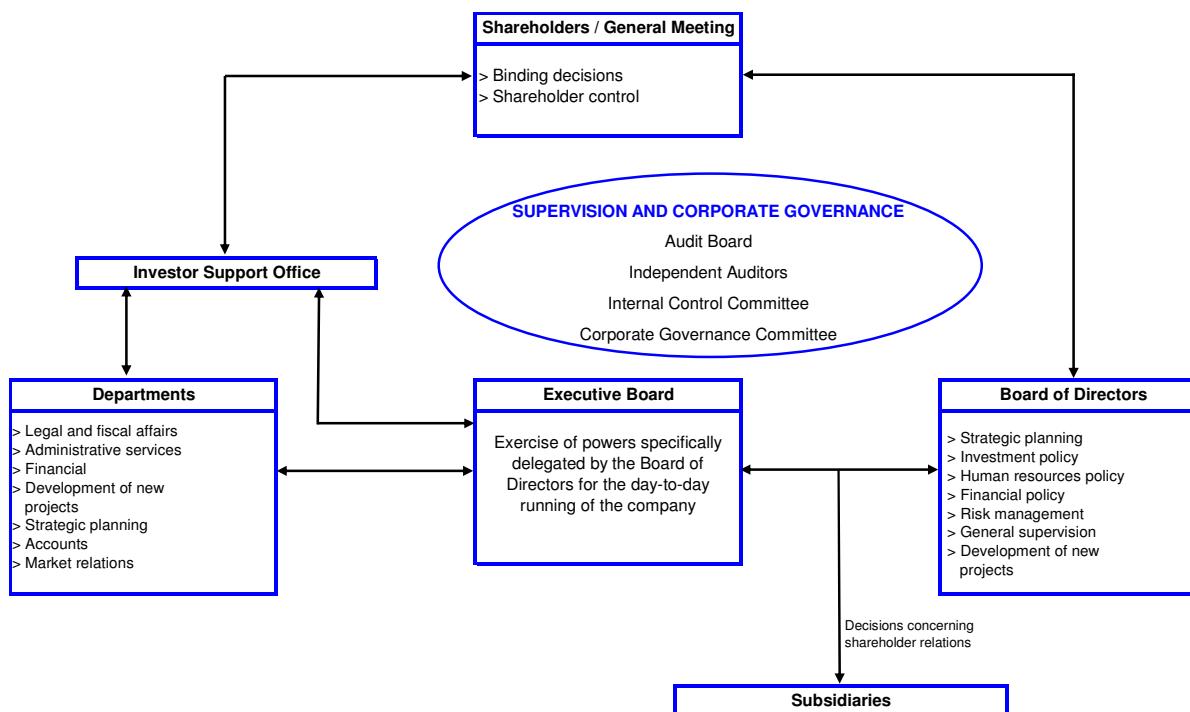 Shareholders / General Meeting
> Binding decisions
> Shareholder control
SUPERVISION AND CORPORATE GOVERNANCE
Audit Board
Independent Auditors
Internal Control Committee
Corporate Governance Committee
Investor Support Office
Departments
> Legal and fiscal affairs
> Administrative services
> Financial
> Development of new
projects
> Strategic planning
> Accounts
> Market relations
Executive Board
Exercise of powers specifically
delegated by the Board of
Directors for the day-to-day
running of the company
Board of Directors
> Strategic planning
> Investment policy
> Human resources policy
> Financial policy
> Risk management
> General supervision
> Development of new
projects
Decisions concerning
shareholder relations
Subsidiaries